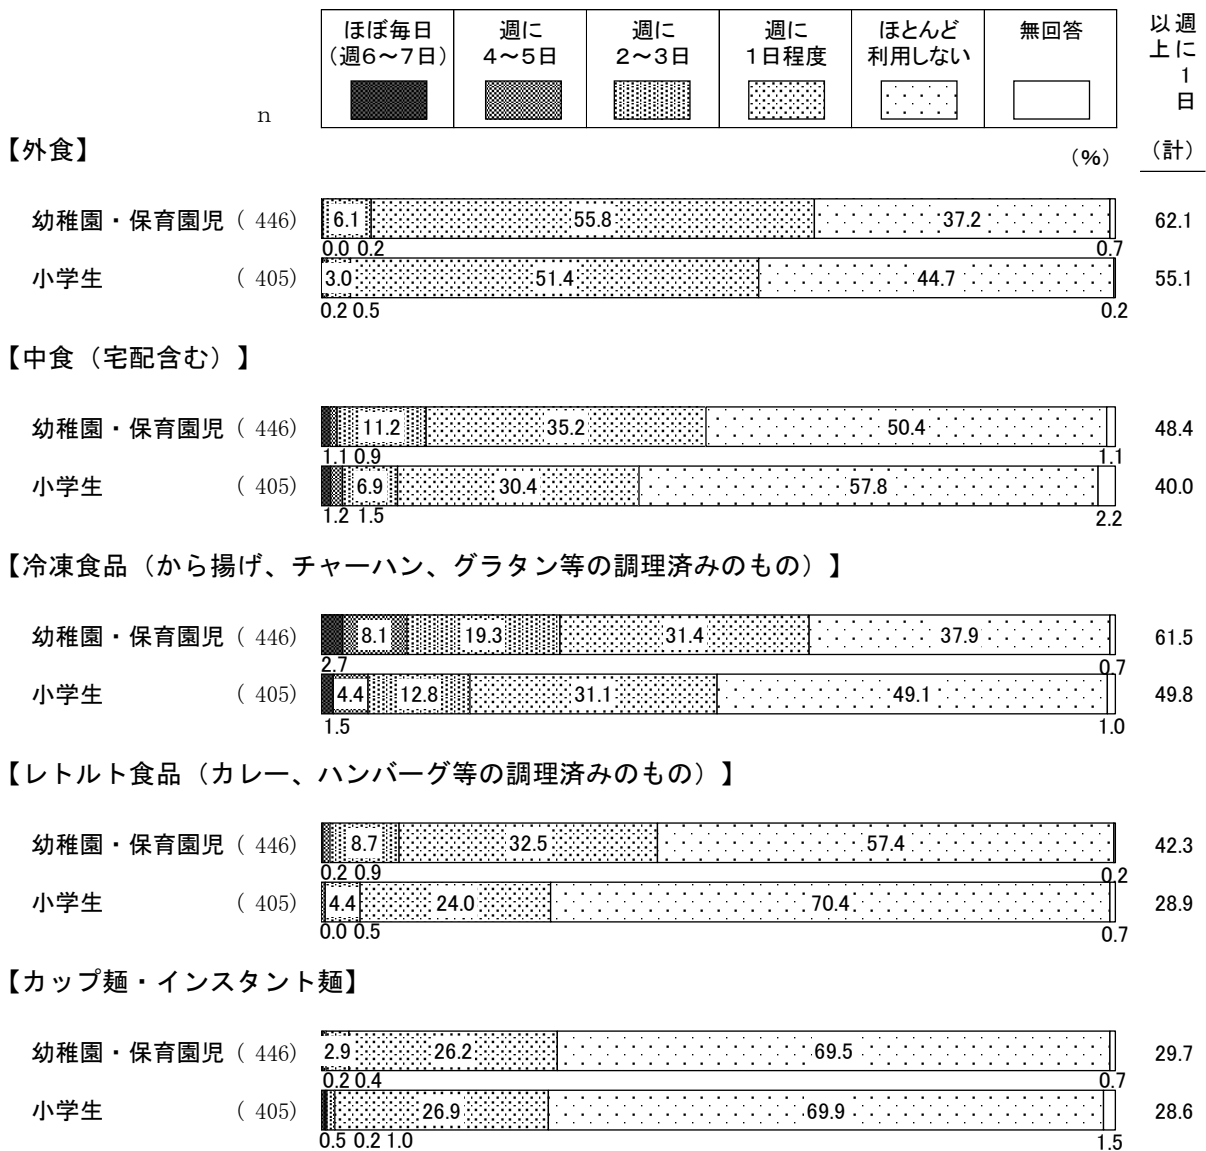 ほぼ毎日
(週6～7日)
週に
4～5日
週に
2～3日
週に
1日程度
ほとんど
利用しない
無回答
週に1日
以上
n
(%)
(計)
【外食】
幼稚園・保育園児 ( 446) 6.1 55.8 37.2 62.1
0.0 0.2 0.7
小学生 ( 405) 3.0 51.4 44.7 55.1
0.2 0.5 0.2
【中食（宅配含む）】
幼稚園・保育園児 ( 446) 11.2 35.2 50.4 48.4
1.1 0.9 1.1
小学生 ( 405) 6.9 30.4 57.8 40.0
1.2 1.5 2.2
【冷凍食品（から揚げ、チャーハン、グラタン等の調理済みのもの）】
幼稚園・保育園児 ( 446) 8.1 19.3 31.4 37.9 61.5
2.7 0.7
小学生 ( 405) 4.4 12.8 31.1 49.1 49.8
1.5 1.0
【レトルト食品（カレー、ハンバーグ等の調理済みのもの）】
幼稚園・保育園児 ( 446) 8.7 32.5 57.4 42.3
0.2 0.9 0.2
小学生 ( 405) 4.4 24.0 70.4 28.9
0.0 0.5 0.7
【カップ麺・インスタント麺】
幼稚園・保育園児 ( 446) 2.9 26.2 69.5 29.7
0.2 0.4 0.7
小学生 ( 405) 26.9 69.9 28.6
0.5 0.2 1.0 1.5